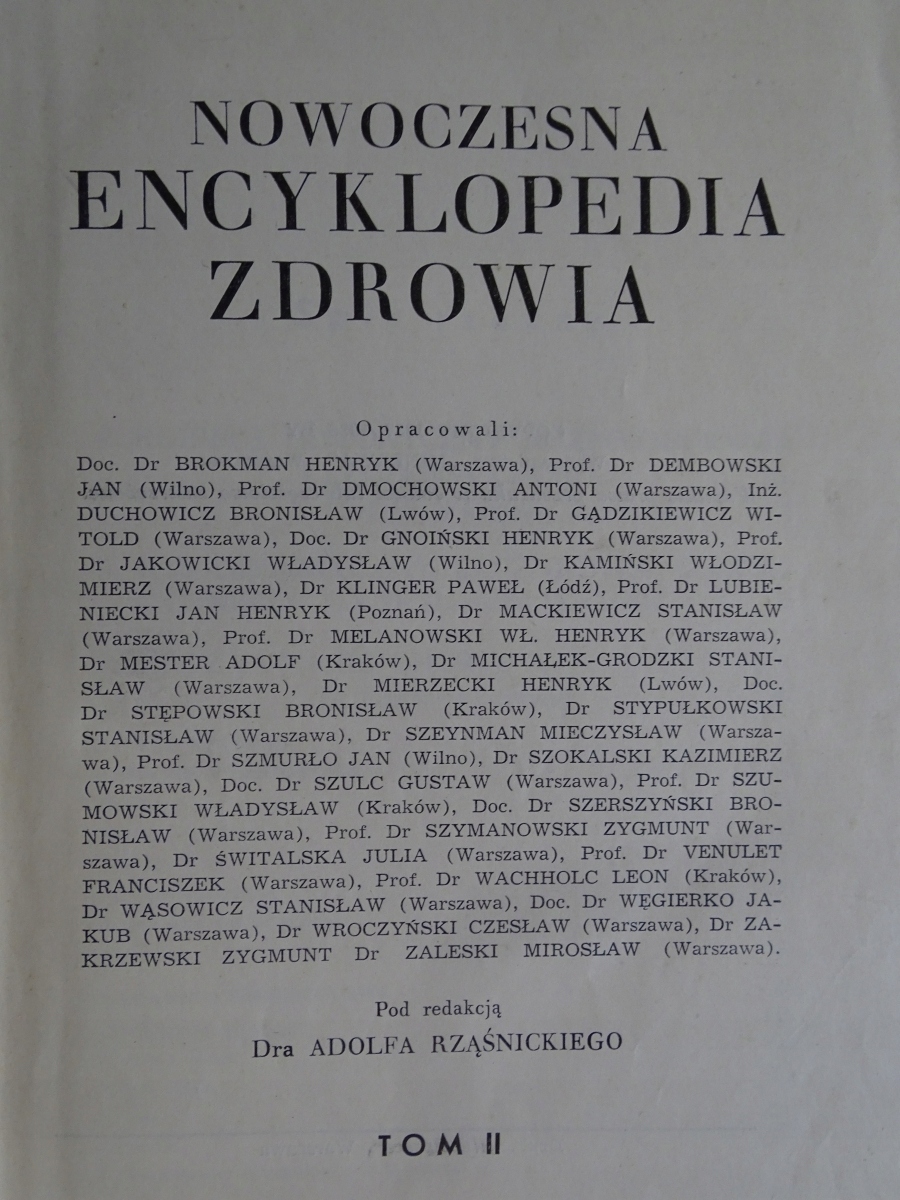 NOWOCZESNA
ENCYKLOPEDIA
ZDROWIA
Opracowali:
Doc. Dr BROKMAN HENRYK (Warszawa), Prof. Dr DEMBOWSKI
JAN (Wilno), Prof. Dr DMOCHOWSKI ANTONI (Warszawa), Inż.
DUCHOWICZ BRONISŁAW (Lwów), Prof. Dr GĄDZIKIEWICZ WI-
TOLD (Warszawa), Doc. Dr GNOIŃSKI HENRYK (Warszawa), Prof.
Dr JAKOWICKI WŁADYSŁAW (Wilno), Dr KAMIŃSKI WŁODZI-
MIERZ (Warszawa), Dr KLINGER PAWEŁ (Łódź), Prof. Dr LUBIE-
NIECKI JAN HENRYK (Poznań), Dr MACKIEWICZ STANISŁAW
(Warszawa), Prof. Dr MELANOWSKI WŁ. HENRYK (Warszawa),
Dr MESTER ADOLF (Kraków), Dr MICHAŁEK-GRODZKI STANI-
SŁAW (Warszawa), Dr MIERZECKI HENRYK (Lwów), Doc.
Dr STĘPOWSKI BRONISŁAW (Kraków), Dr STYPUŁKOWSKI
STANISŁAW (Warszawa), Dr SZEYNMAN MIECZYSŁAW (Warsza-
wa), Prof. Dr SZMURŁO JAN (Wilno), Dr SZOKALSKI KAZIMIERZ
(Warszawa), Doc. Dr SZULC GUSTAW (Warszawa), Prof. Dr SZU-
MOWSKI WŁADYSŁAW (Kraków), Doc. Dr SZERSZYŃSKI BRO-
NISŁAW (Warszawa), Prof. Dr SZYMANOWSKI ZYGMUNT (War-
szawa), Dr ŚWITALSKA JULIA (Warszawa), Prof. Dr VENULET
FRANCISZEK (Warszawa), Prof. Dr WACHHOLC LEON (Kraków),
Dr WĄSOWICZ STANISŁAW (Warszawa), Doc. Dr WĘGIERKO JA-
KUB (Warszawa), Dr WROCZYŃSKI CZESŁAW (Warszawa), Dr ZA-
KRZEWSKI ZYGMUNT Dr ZALESKI MIROSŁAW (Warszawa).
Pod redakcją
Dra ADOLFA RZĄŚNICKIEGO
TOM II